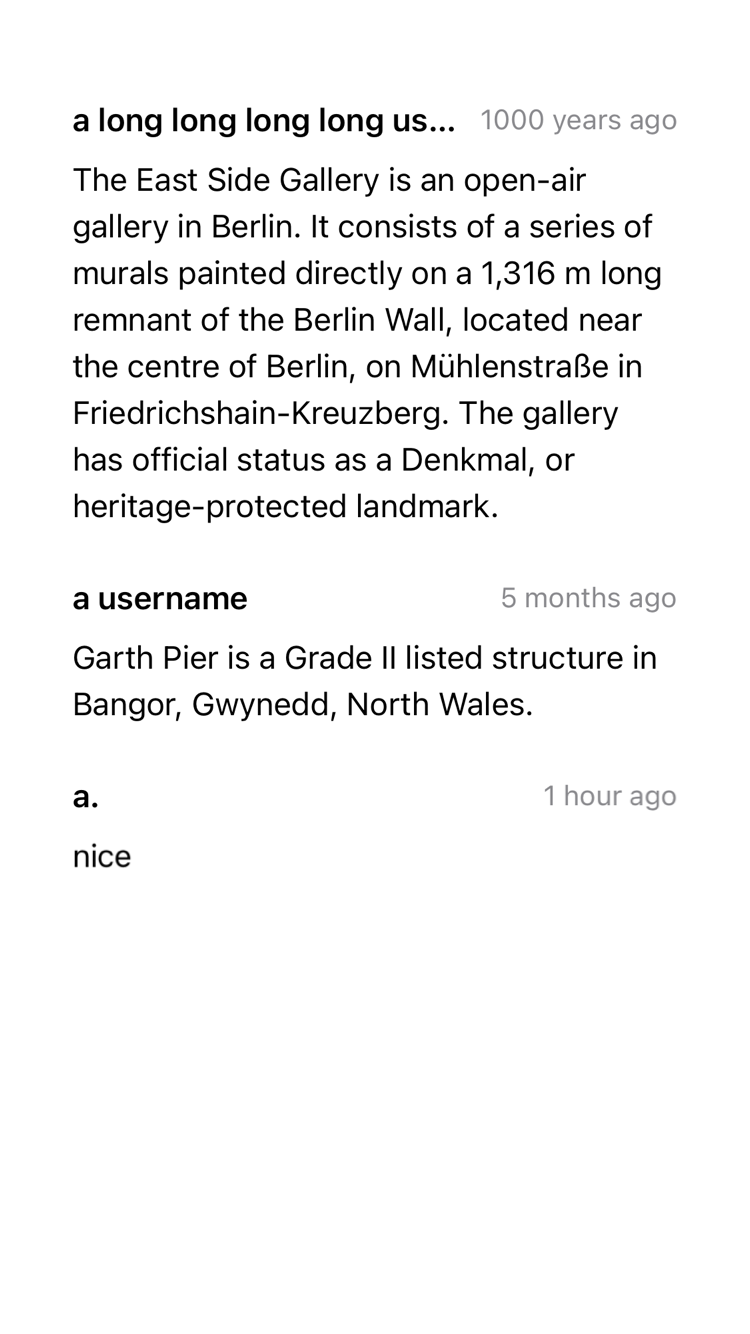 a long long long long us... 1000 years ago
The East Side Gallery is an open-air
gallery in Berlin. It consists of a series of
murals painted directly on a 1,316 m long
remnant of the Berlin Wall, located near
the centre of Berlin, on Mühlenstraße in
Friedrichshain-Kreuzberg. The gallery
has official status as a Denkmal, or
heritage-protected landmark.
a username 5 months ago
Garth Pier is a Grade II listed structure in
Bangor, Gwynedd, North Wales.
a. 1 hour ago
nice